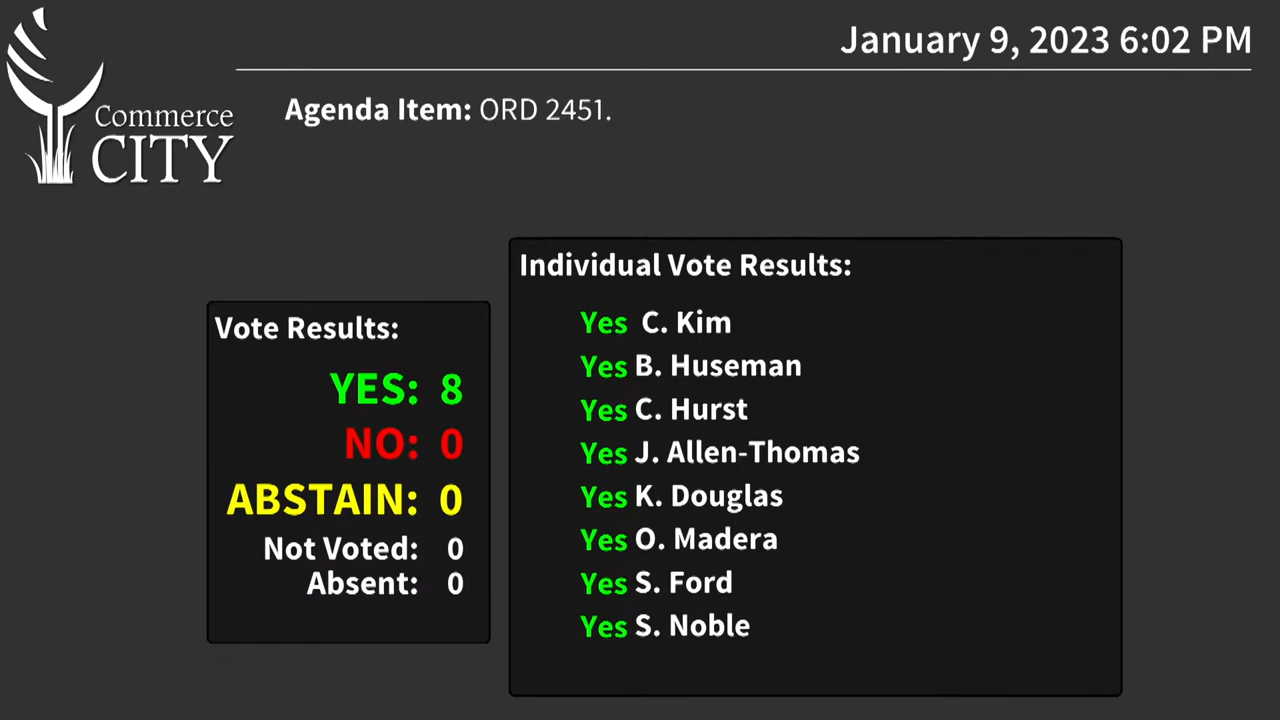 January 9, 2023 6:02 PM
Commerce
CITY
Agenda Item: ORD 2451.
Vote Results:
YES: 8
NO: 0
ABSTAIN: 0
Not Voted: 0
Absent: 0
Individual Vote Results:
Yes C. Kim
Yes B. Huseman
Yes C. Hurst
Yes J. Allen-Thomas
Yes K. Douglas
Yes O. Madera
Yes S. Ford
Yes S. Noble